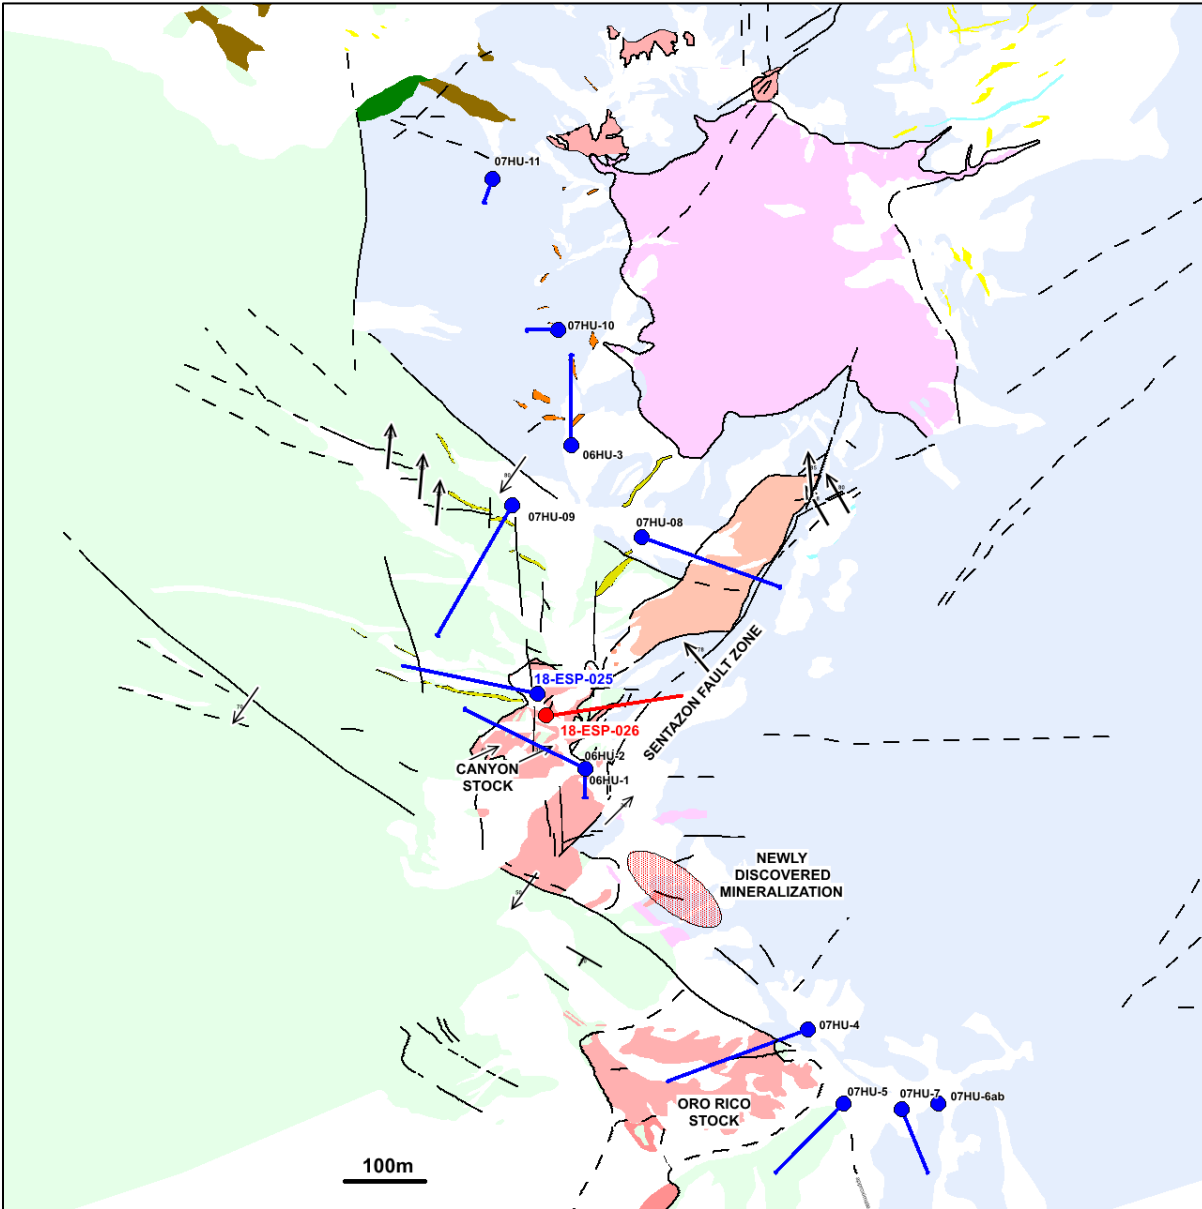 07HU-11
07HU-10
06HU-3
07HU-09
07HU-08
SENTAZON FAULT ZONE
18-ESP-025
18-ESP-026
06HU-2
CANYON
STOCK
06HU-1
NEWLY
DISCOVERED
MINERALIZATION
07HU-4
07HU-5
07HU-7
07HU-6ab
ORO RICO
STOCK
100m